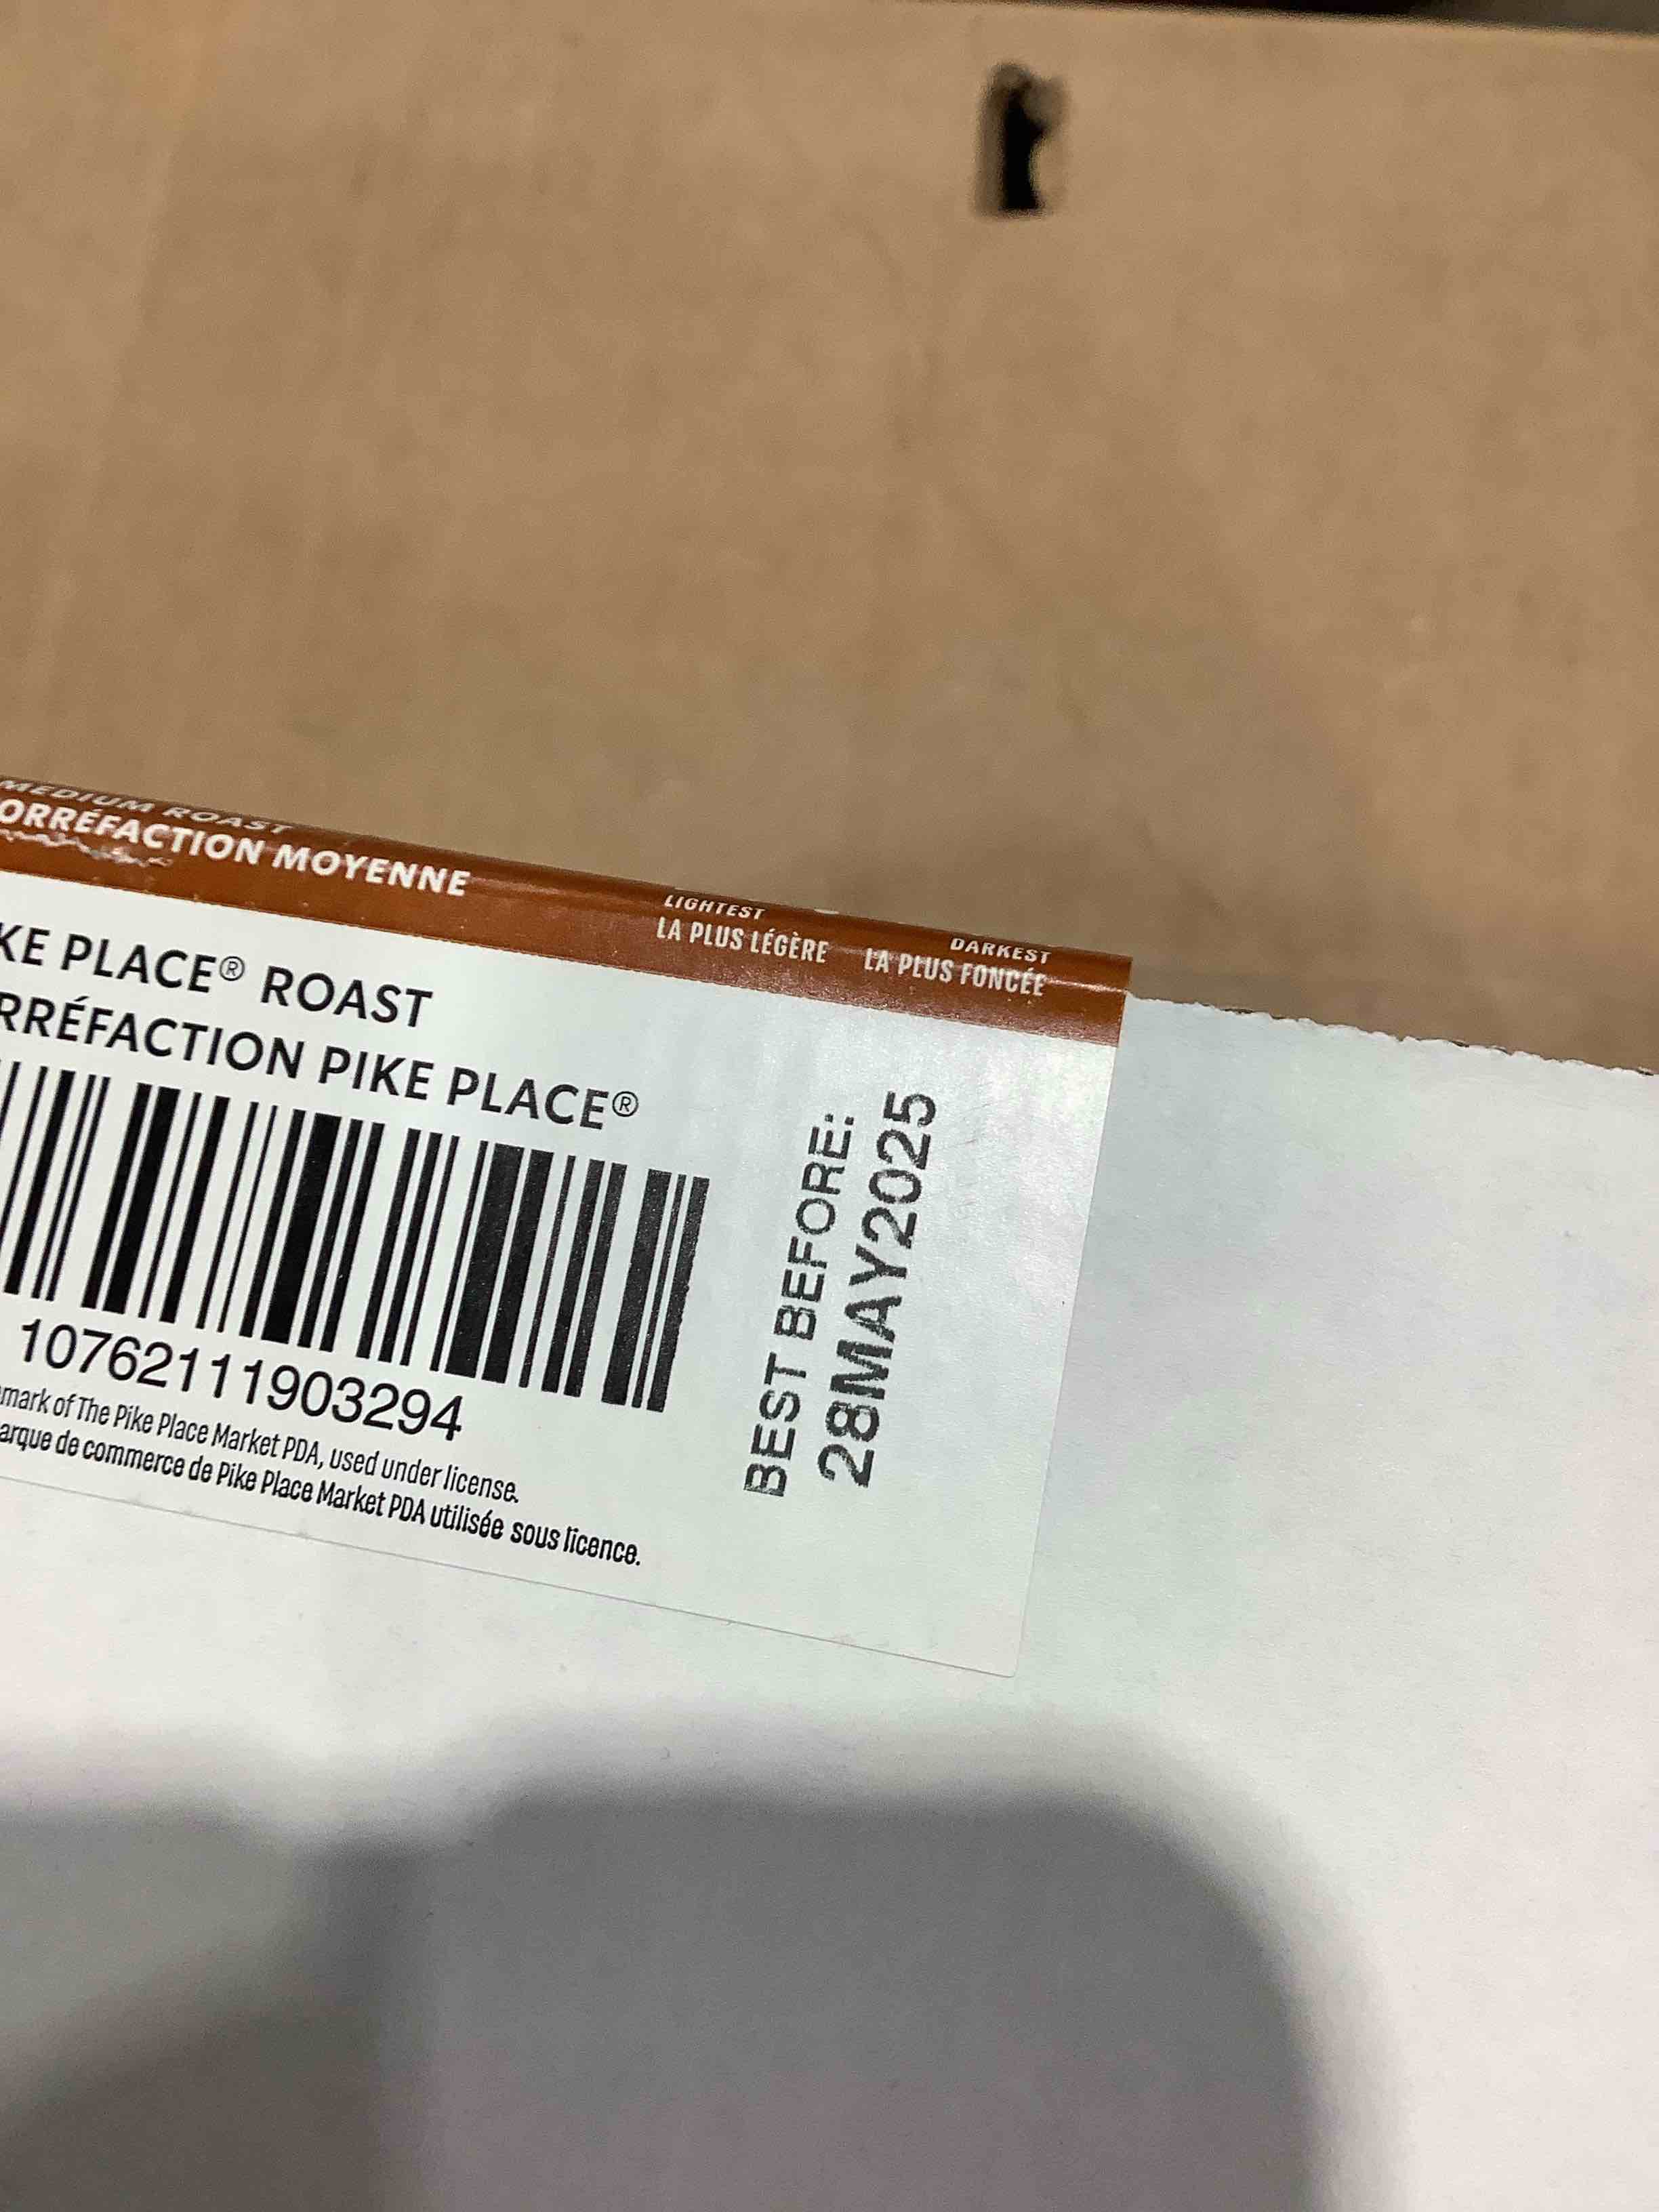 MEDIUM ROAST
ORRÉFACTION MOYENNE
LIGHTEST
LA PLUS LÉGÈRE
DARKEST
LA PLUS FONCÉE
KE PLACE® ROAST
RRÉFACTION PIKE PLACE®
10762111903294
mark of The Pike Place Market PDA, used under license.
arque de commerce de Pike Place Market PDA utilisée sous licence.
BEST BEFORE:
28MAY2025